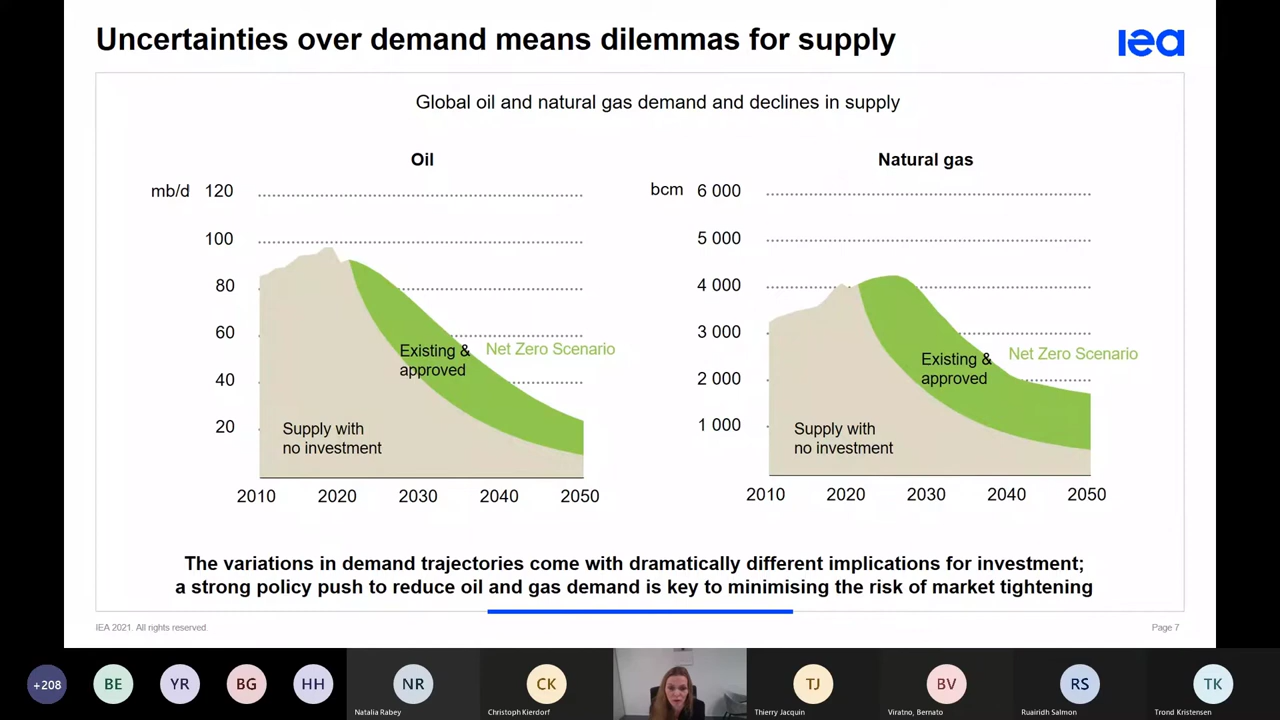 Uncertainties over demand means dilemmas for supply
iea
Global oil and natural gas demand and declines in supply
Oil
mb/d
120
100
80
60
40
20
Existing &
approved
Net Zero Scenario
Supply with
no investment
2010
2020
2030
2040
2050
Natural gas
bcm
6 000
5 000
4 000
3 000
2 000
1 000
Existing &
approved
Net Zero Scenario
Supply with
no investment
2010
2020
2030
2040
2050
The variations in demand trajectories come with dramatically different implications for investment;
a strong policy push to reduce oil and gas demand is key to minimising the risk of market tightening
IEA 2021. All rights reserved.
Page 7
+208
BE
YR
BG
HH
NR
Natalia Rabey
CK
Christoph Kierdorf
TJ
Thierry Jacquin
BV
Viratno, Bernato
RS
Ruairidh Salmon
TK
Trond Kristensen